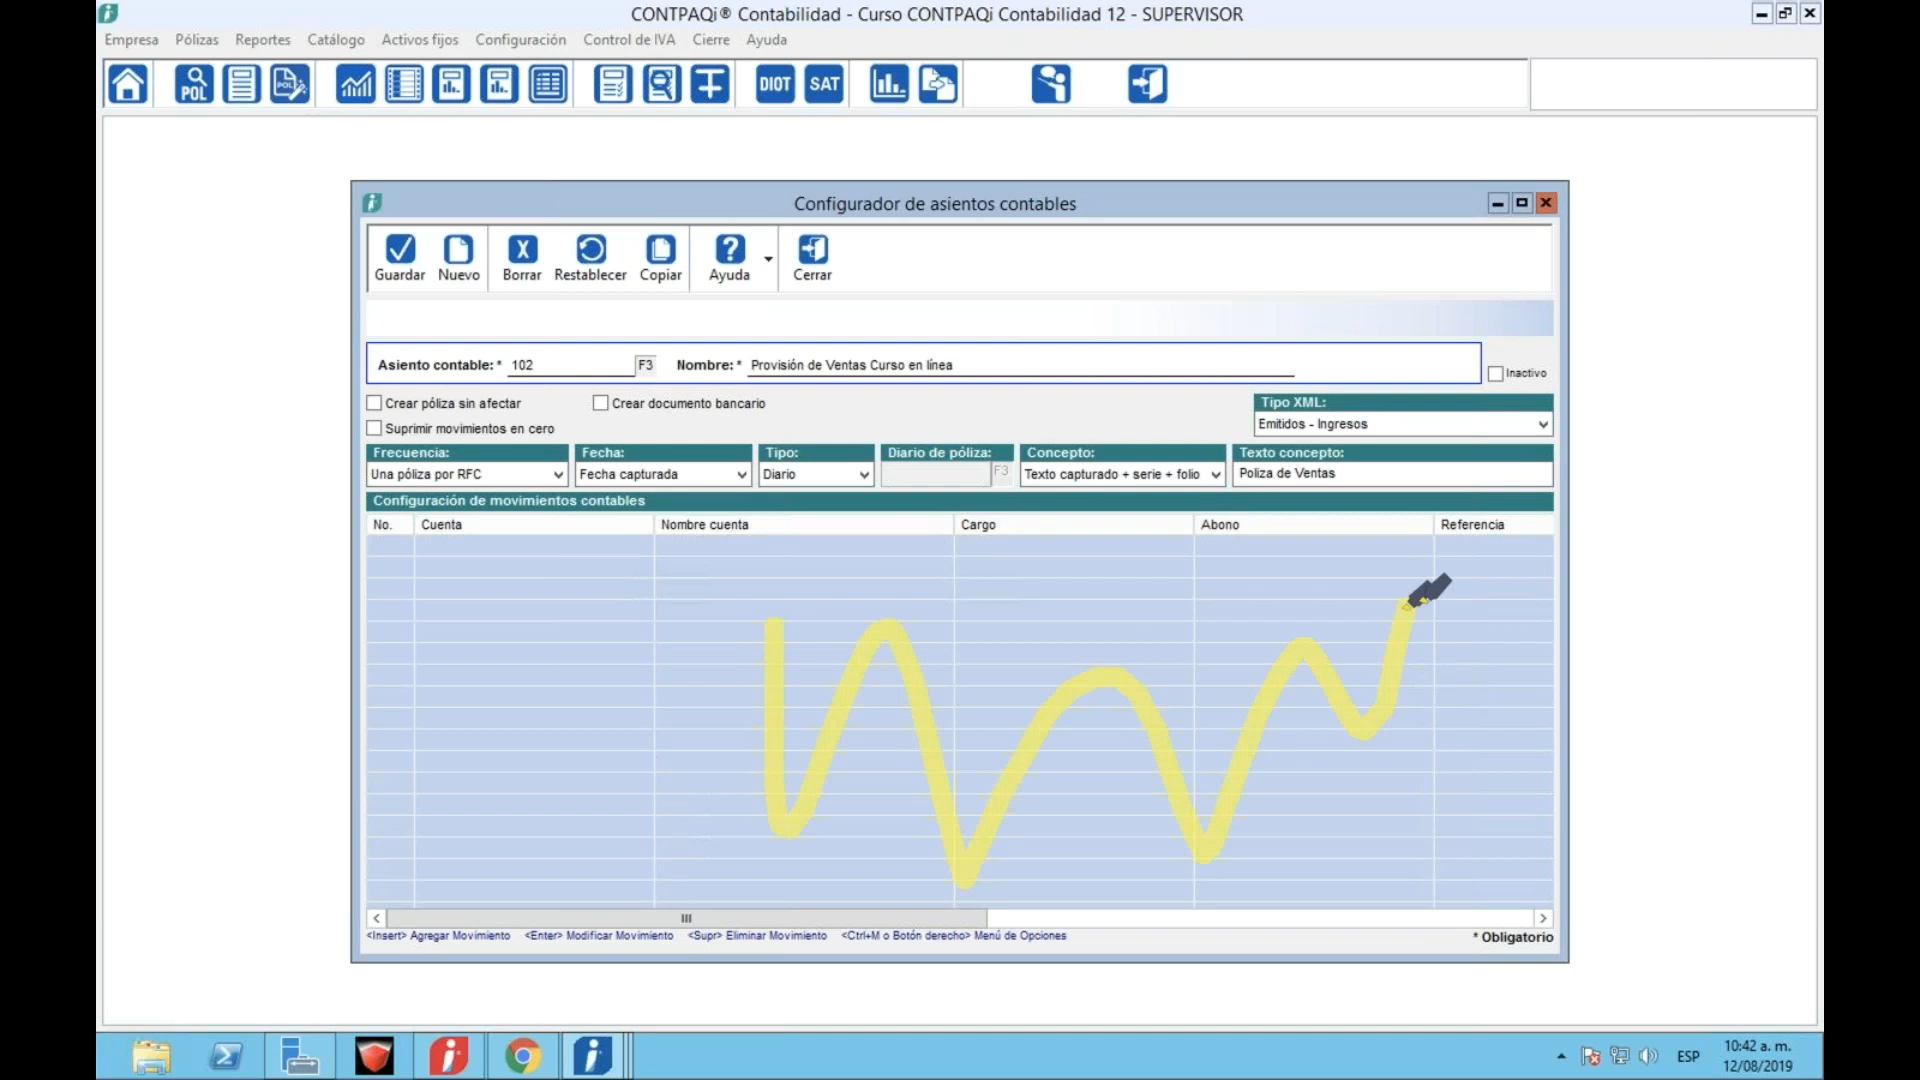 CONTPAQi® Contabilidad - Curso CONTPAQi Contabilidad 12 - SUPERVISOR
Empresa Pólizas Reportes Catálogo Activos fijos Configuración Control de IVA Cierre Ayuda
POL POL DIOT SAT
Configurador de asientos contables
Guardar Nuevo Borrar Restablecer Copiar Ayuda Cerrar
Asiento contable: * 102 F3 Nombre: * Provisión de Ventas Curso en línea Inactivo
Crear póliza sin afectar Crear documento bancario Tipo XML:
Suprimir movimientos en cero Emitidos - Ingresos
Frecuencia: Fecha: Tipo: Diario de póliza: Concepto: Texto concepto:
Una póliza por RFC Fecha capturada Diario F3 Texto capturado + serie + folio Poliza de Ventas
Configuración de movimientos contables
No. Cuenta Nombre cuenta Cargo Abono Referencia
<Insert> Agregar Movimiento <Enter> Modificar Movimiento <Supr> Eliminar Movimiento <Ctrl+M o Botón derecho> Menú de Opciones * Obligatorio
ESP 10:42 a. m.
12/08/2019